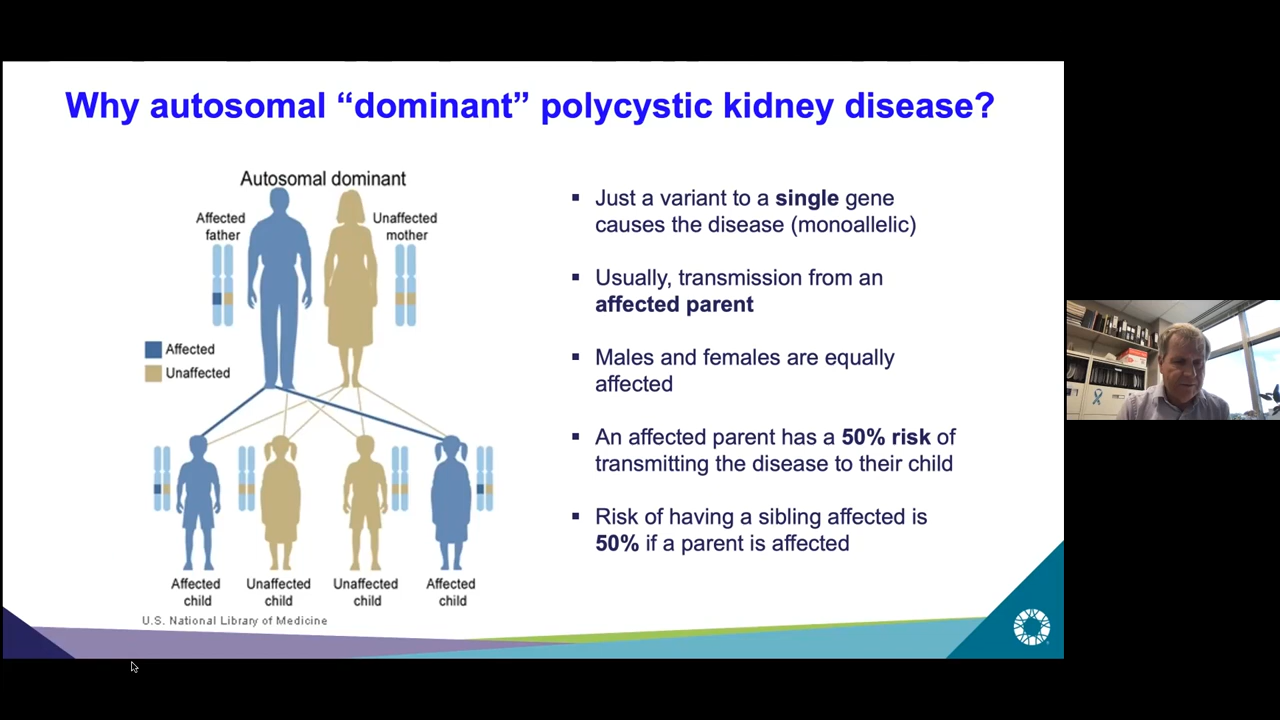 Why autosomal “dominant” polycystic kidney disease?
Autosomal dominant
Affected
father
Unaffected
mother
Affected
Unaffected
Affected
child
Unaffected
child
Unaffected
child
Affected
child
U.S. National Library of Medicine
▪ Just a variant to a single gene
causes the disease (monoallelic)
▪ Usually, transmission from an
affected parent
▪ Males and females are equally
affected
▪ An affected parent has a 50% risk of
transmitting the disease to their child
▪ Risk of having a sibling affected is
50% if a parent is affected